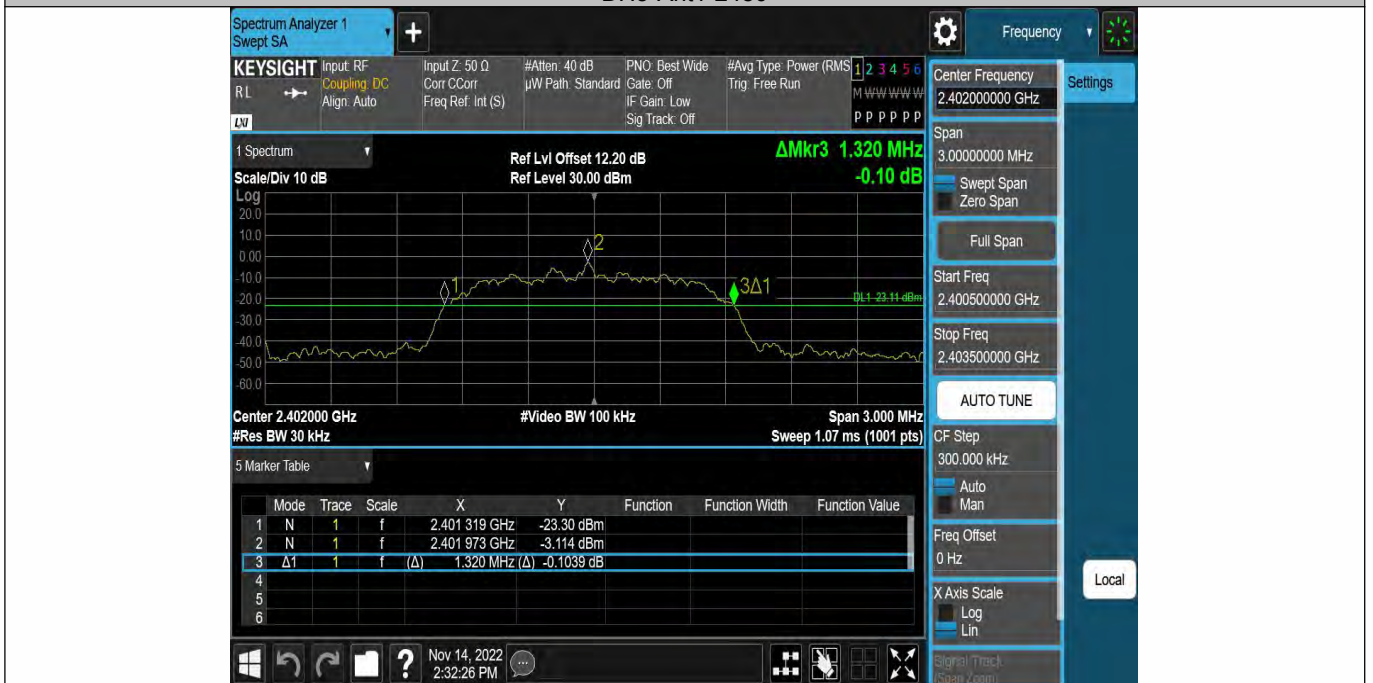 Spectrum Analyzer 1
Swept SA
Frequency
KEYSIGHT
RL
LXI
Input: RF
Coupling: DC
Align: Auto
Input Z: 50 Ω
Corr CCorr
Freq Ref: Int (S)
#Atten: 40 dB
µW Path: Standard
PNO: Best Wide
Gate: Off
IF Gain: Low
Sig Track: Off
#Avg Type: Power (RMS
Trig: Free Run
1 2 3 4 5 6
M W W W W W
P P P P P P
Center Frequency
2.402000000 GHz
Settings
Span
3.00000000 MHz
Swept Span
Zero Span
Full Span
Start Freq
2.400500000 GHz
Stop Freq
2.403500000 GHz
AUTO TUNE
CF Step
300.000 kHz
Auto
Man
Freq Offset
0 Hz
X Axis Scale
Log
Lin
Signal Track
(Span Zoom)
Local
1 Spectrum
Scale/Div 10 dB
Ref Lvl Offset 12.20 dB
Ref Level 30.00 dBm
ΔMkr3 1.320 MHz
-0.10 dB
Log
20.0
10.0
0.00
-10.0
-20.0
-30.0
-40.0
-50.0
-60.0
1
2
3Δ1
DL1 -23.11 dBm
Center 2.402000 GHz
#Res BW 30 kHz
#Video BW 100 kHz
Span 3.000 MHz
Sweep 1.07 ms (1001 pts)
5 Marker Table
Mode Trace Scale X Y Function Function Width Function Value
1 N 1 f 2.401 319 GHz -23.30 dBm
2 N 1 f 2.401 973 GHz -3.114 dBm
3 Δ1 1 f (Δ) 1.320 MHz (Δ) -0.1039 dB
4
5
6
?
Nov 14, 2022
2:32:26 PM